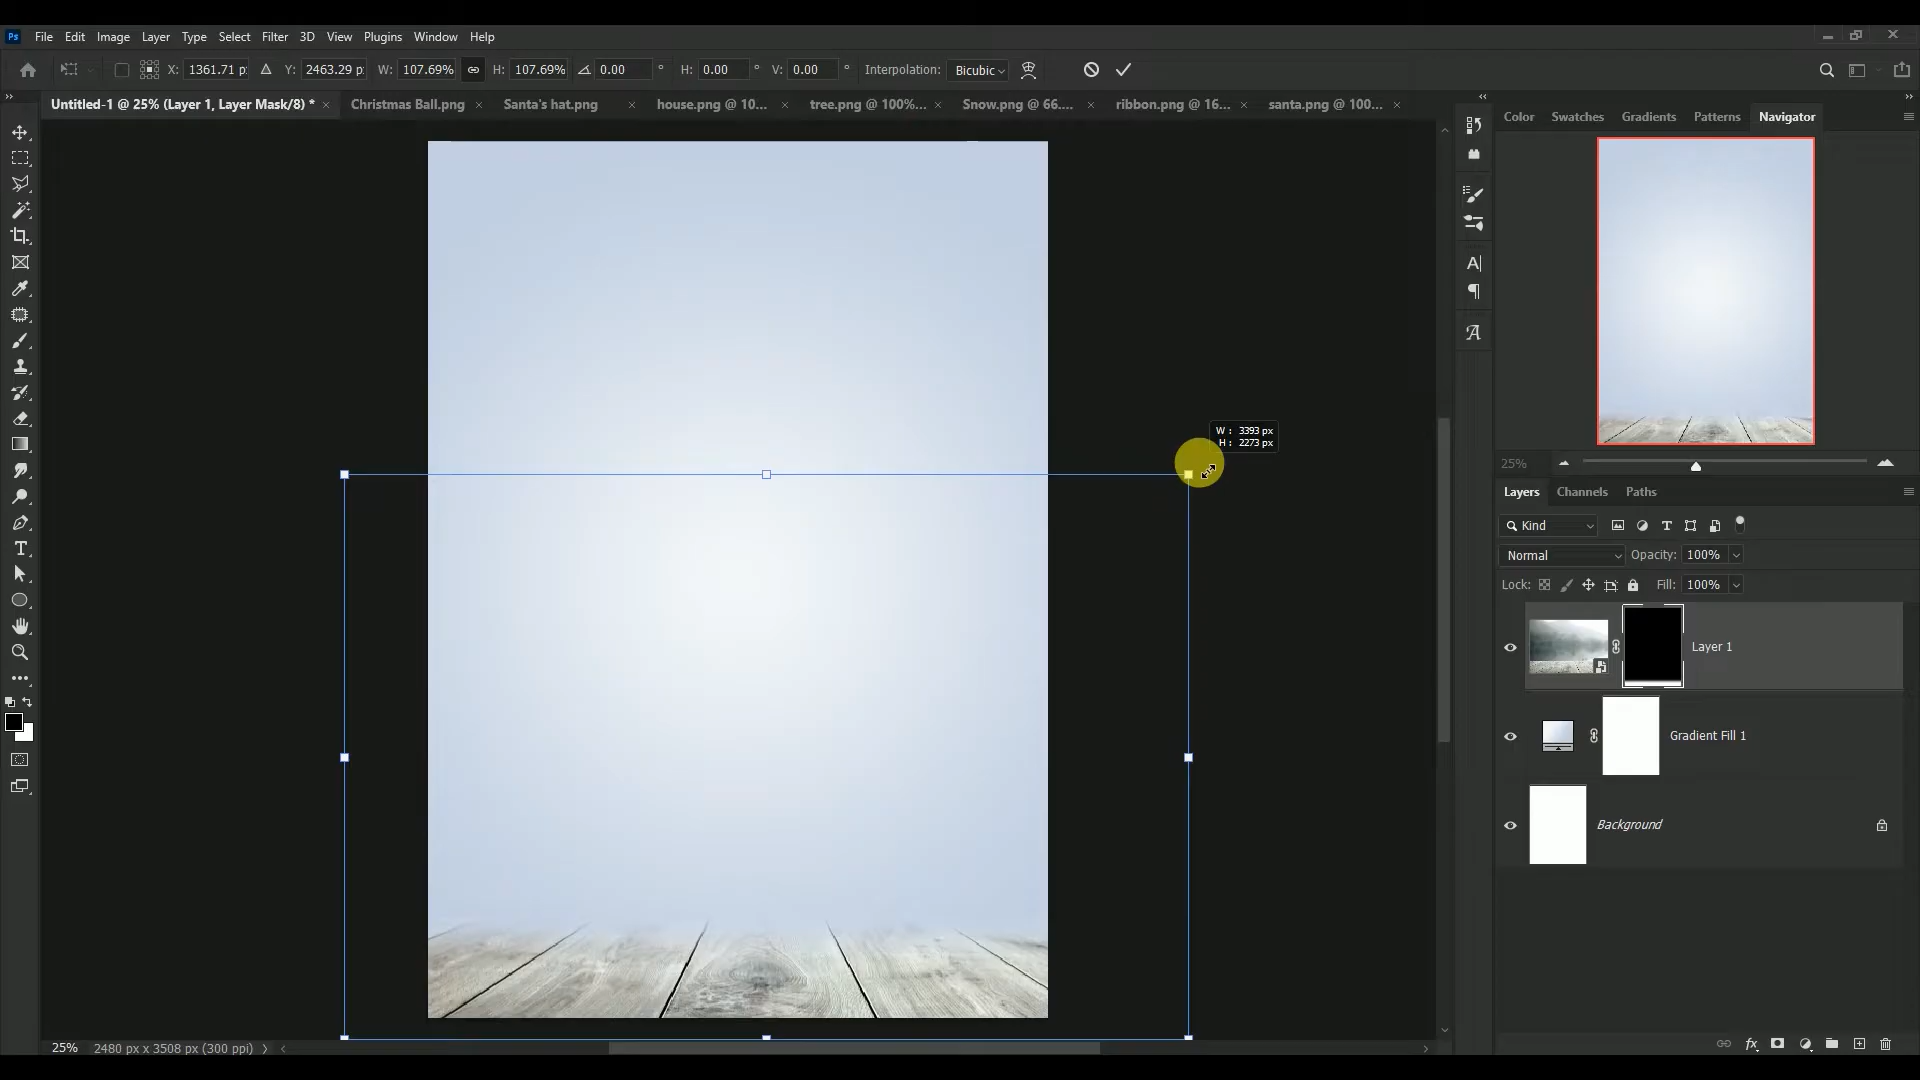 Ps File Edit Image Layer Type Select Filter 3D View Plugins Window Help
X: 1361.71 p Y: 2463.29 p W: 107.69% H: 107.69% 0.00 ° H: 0.00 ° V: 0.00 ° Interpolation: Bicubic
Untitled-1 @ 25% (Layer 1, Layer Mask/8) * × Christmas Ball.png × Santa's hat.png × house.png @ 10... × tree.png @ 100%... × Snow.png @ 66.... × ribbon.png @ 16... × santa.png @ 100... ×
Color Swatches Gradients Patterns Navigator
W : 3393 px
H : 2273 px
25%
Layers Channels Paths
Kind
Normal Opacity: 100%
Lock: Fill: 100%
Layer 1
Gradient Fill 1
Background
25% 2480 px x 3508 px (300 ppi)